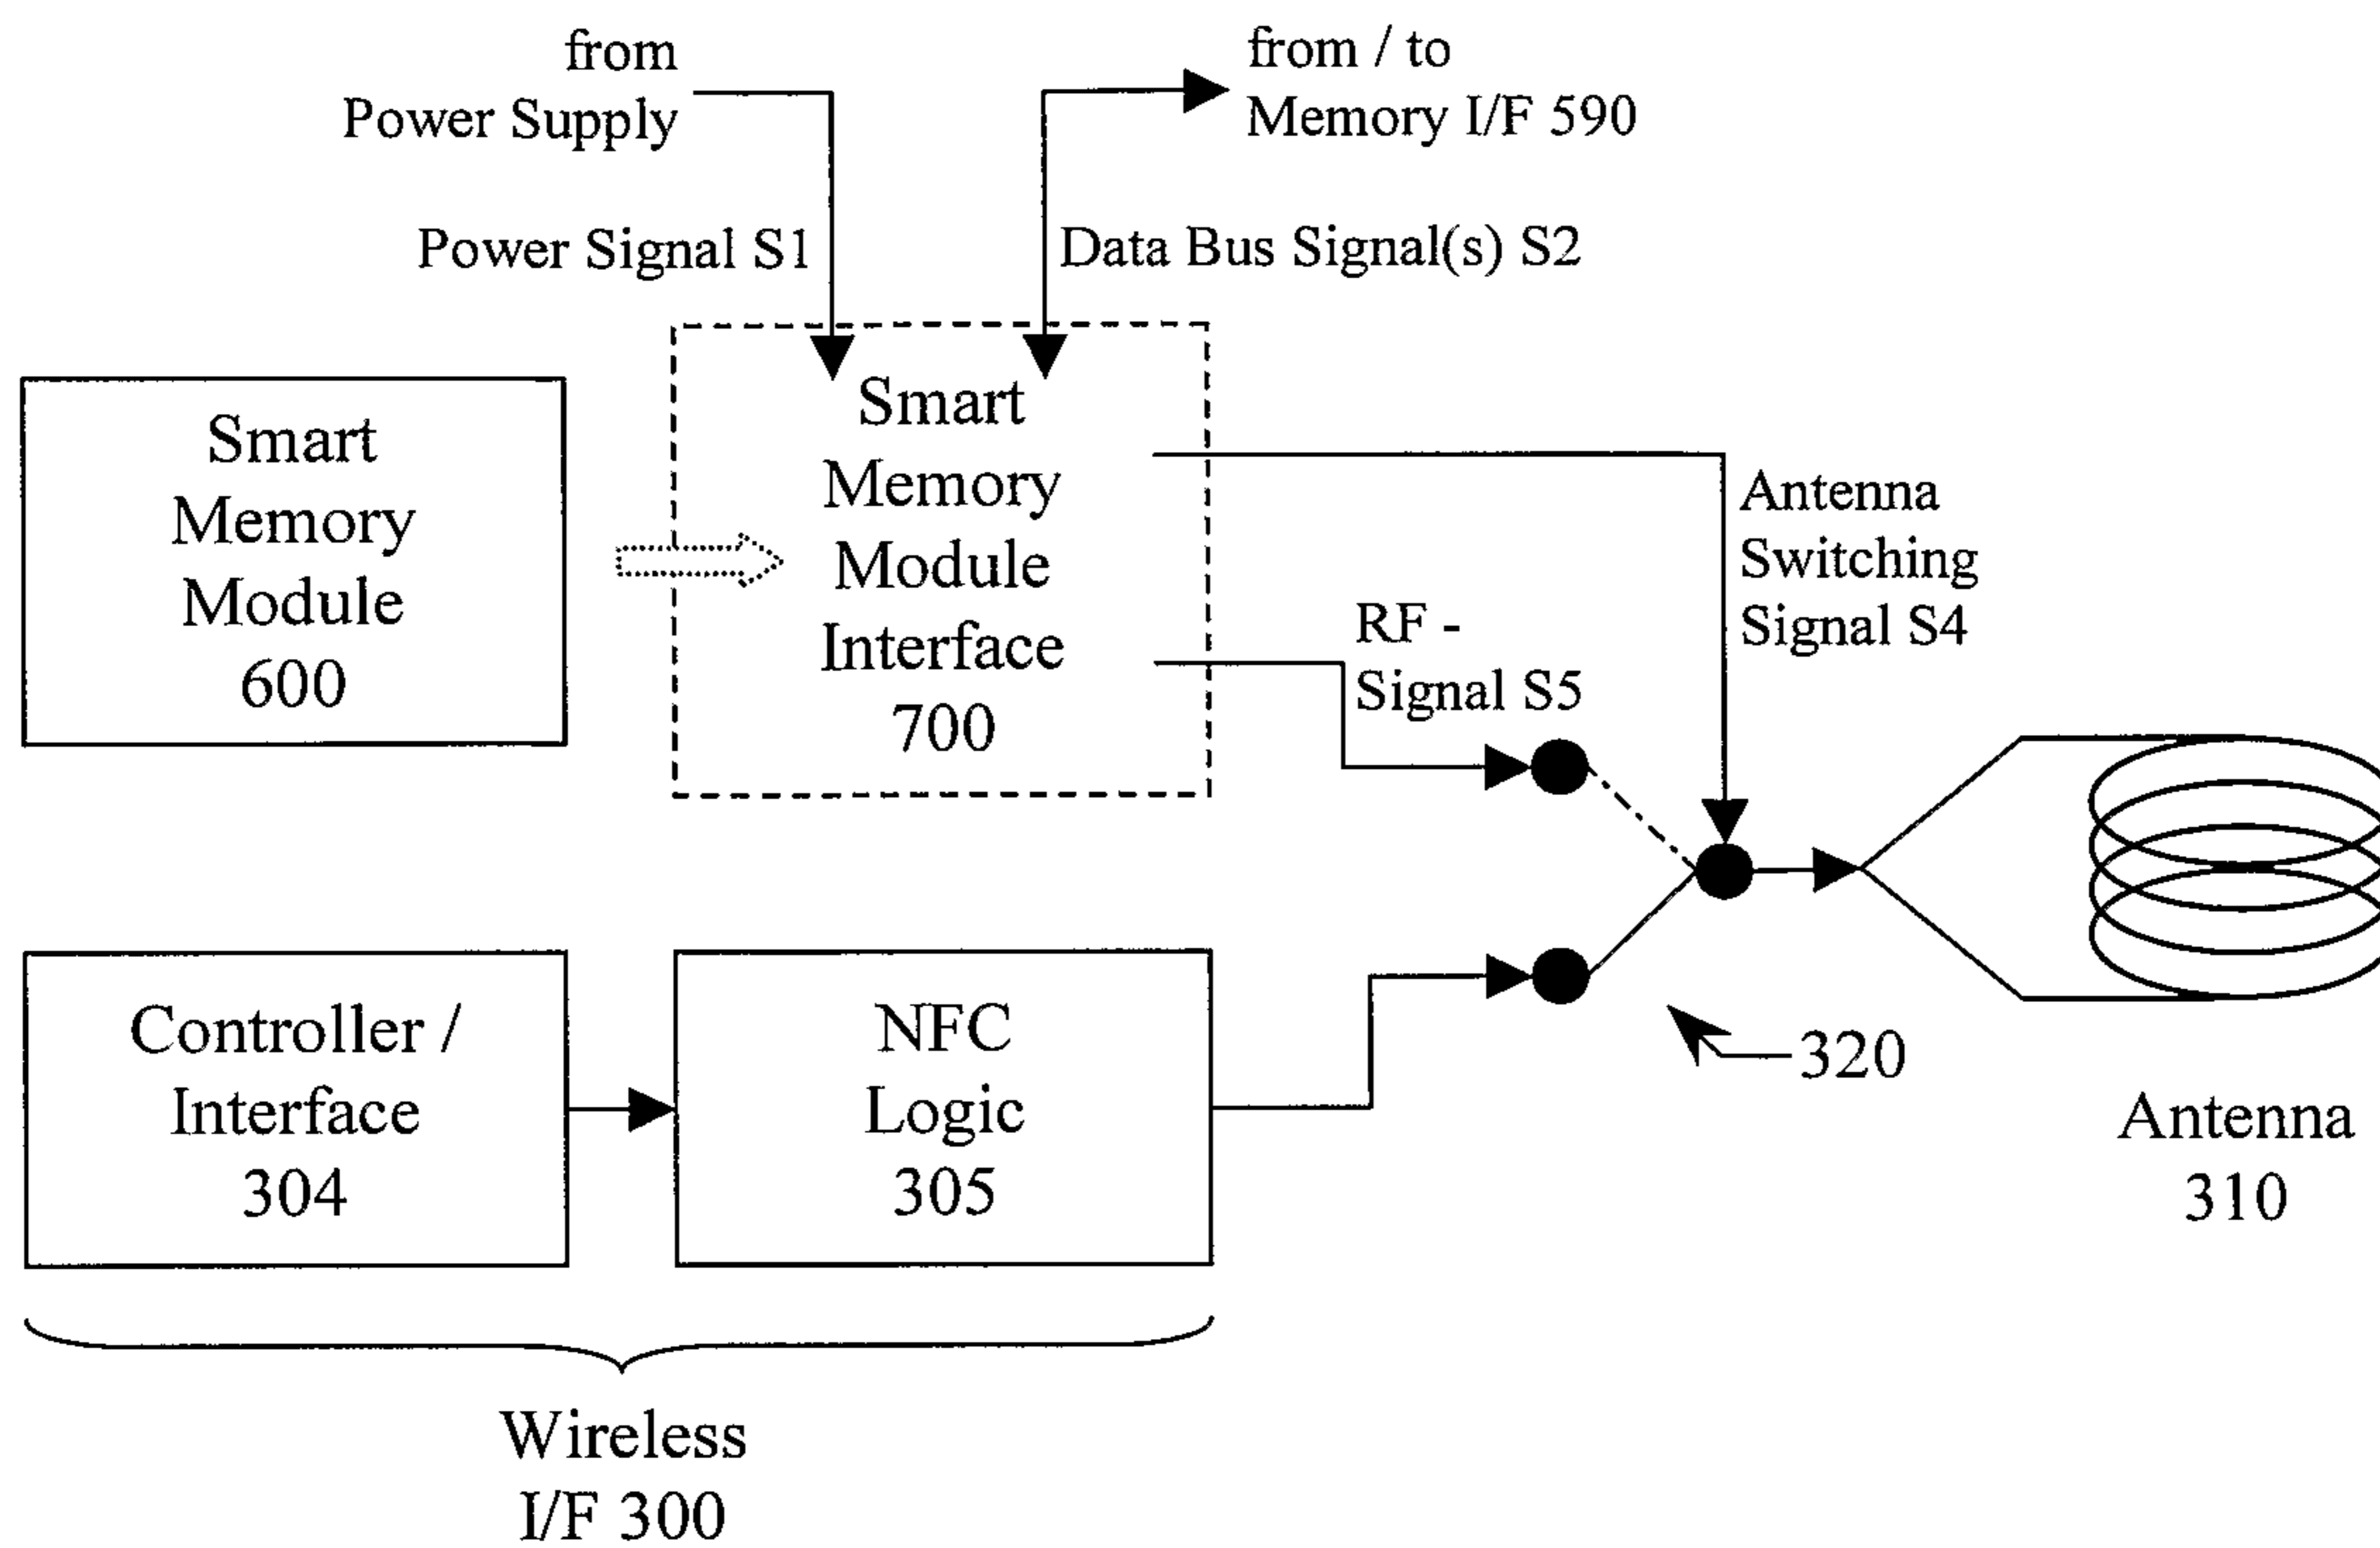 from
Power Supply
from / to
Memory I/F 590
Power Signal S1
Data Bus Signal(s) S2
Smart
Memory
Module
600
Smart
Memory
Module
Interface
700
Antenna
Switching
Signal S4
RF -
Signal S5
Controller /
Interface
304
NFC
Logic
305
320
Antenna
310
Wireless
I/F 300